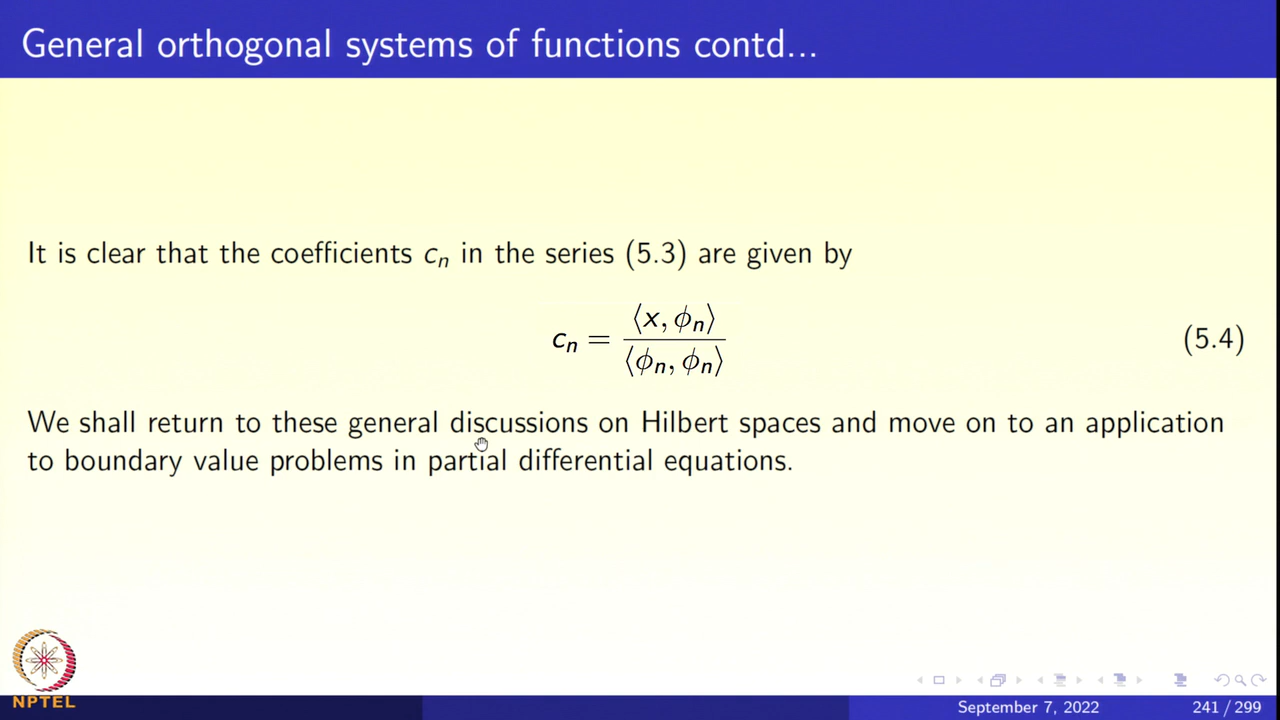 General orthogonal systems of functions contd...
It is clear that the coefficients cₙ in the series (5.3) are given by
cₙ = ⟨x, ϕₙ⟩ / ⟨ϕₙ, ϕₙ⟩ (5.4)
We shall return to these general discussions on Hilbert spaces and move on to an application
to boundary value problems in partial differential equations.
NPTEL
September 7, 2022 241 / 299